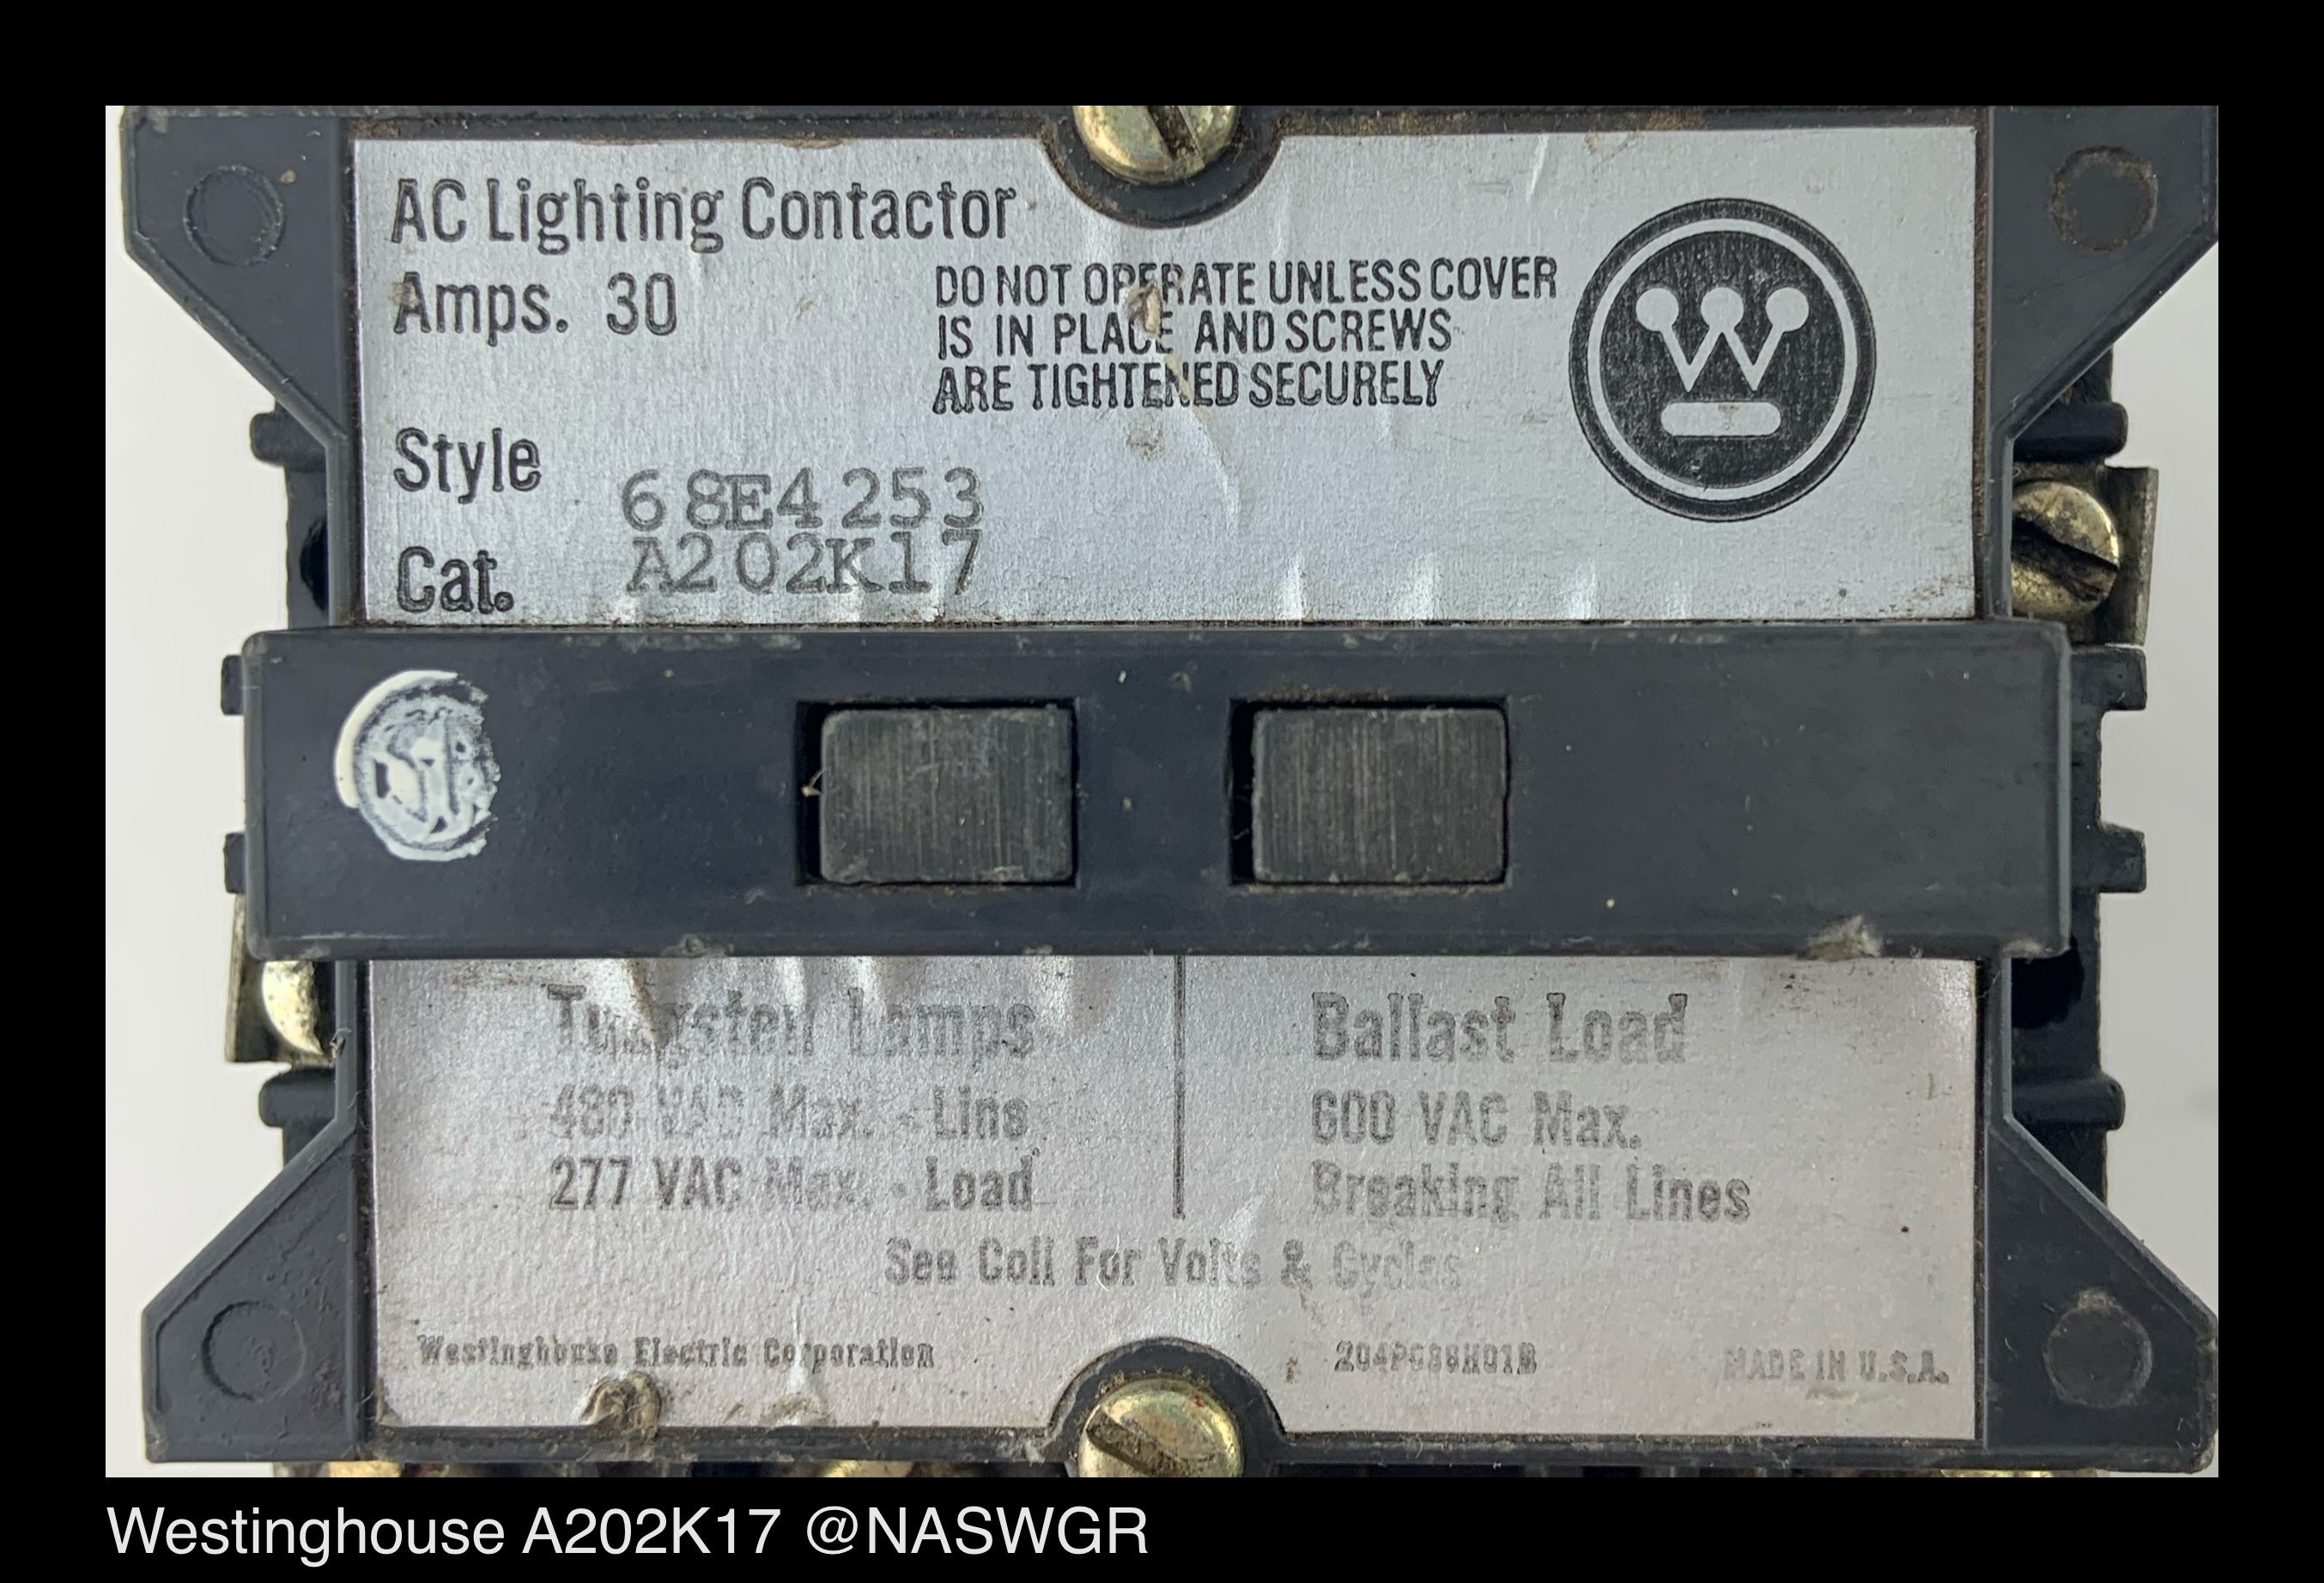 AC Lighting Contactor
Amps. 30
DO NOT OPERATE UNLESS COVER
IS IN PLACE AND SCREWS
ARE TIGHTENED SECURELY
W
Style 68E4253
Cat. A202K17
Tungsten Lamps
480 VAC Max. - Line
277 VAC Max. - Load
Ballast Load
600 VAC Max.
Breaking All Lines
See Coil For Volts & Cycles
Westinghouse Electric Corporation
MADE IN U.S.A.
Westinghouse A202K17 @NASWGR